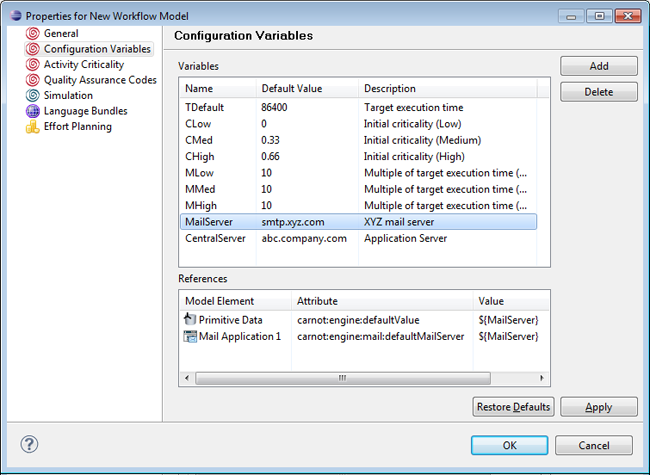 Properties for New Workflow Model
General
Configuration Variables
Activity Criticality
Quality Assurance Codes
Simulation
Language Bundles
Effort Planning
Configuration Variables
Variables
Add
Delete
Name Default Value Description
TDefault 86400 Target execution time
CLow 0 Initial criticality (Low)
CMed 0.33 Initial criticality (Medium)
CHigh 0.66 Initial criticality (High)
MLow 10 Multiple of target execution time (...
MMed 10 Multiple of target execution time (...
MHigh 10 Multiple of target execution time (...
MailServer smtp.xyz.com XYZ mail server
CentralServer abc.company.com Application Server
References
Model Element Attribute Value
Primitive Data carnot:engine:defaultValue ${MailServer}
Mail Application 1 carnot:engine:mail:defaultMailServer ${MailServer}
Restore Defaults Apply
? OK Cancel